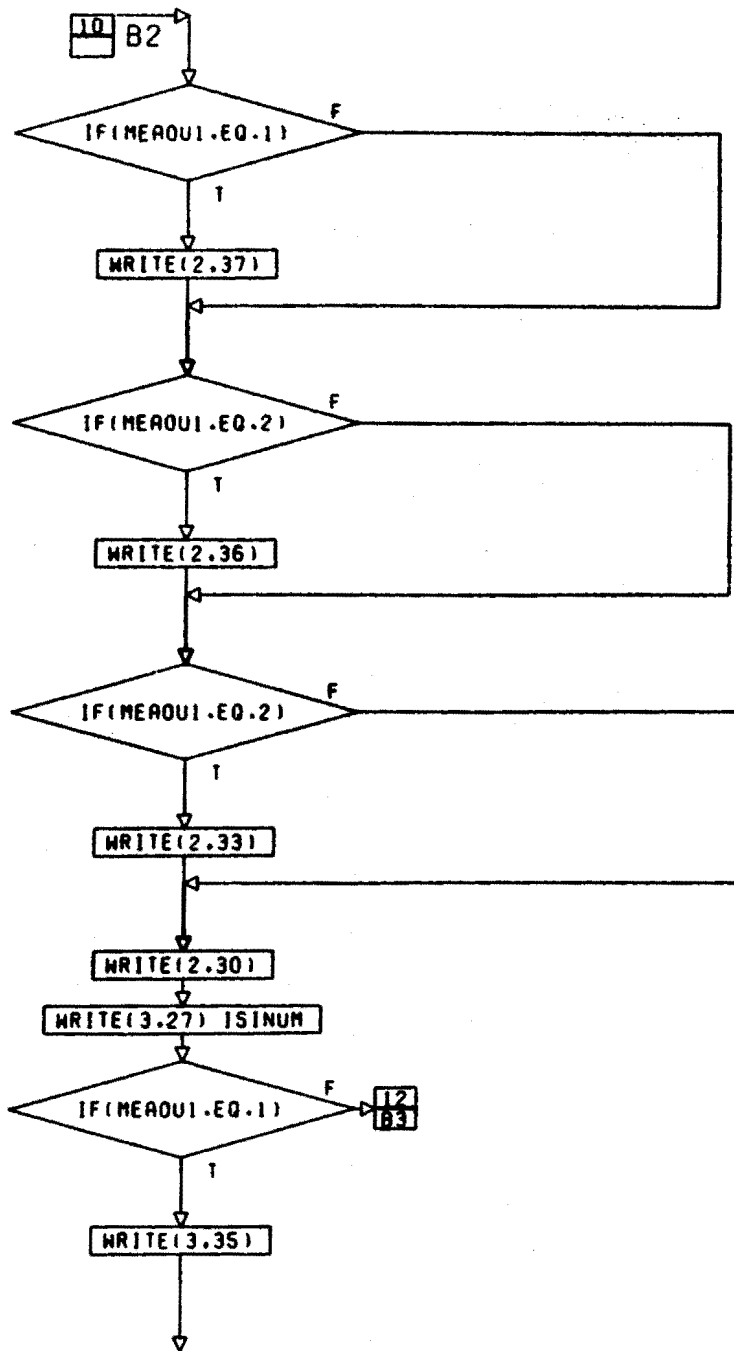 10
B2
IF(MEAOU1.EQ.1)
F
T
WRITE(2.37)
IF(MEAOU1.EQ.2)
F
T
WRITE(2.36)
IF(MEAOU1.EQ.2)
F
T
WRITE(2.33)
WRITE(2.30)
WRITE(3.27) ISINUM
IF(MEAOU1.EQ.1)
F
12
B3
T
WRITE(3.35)